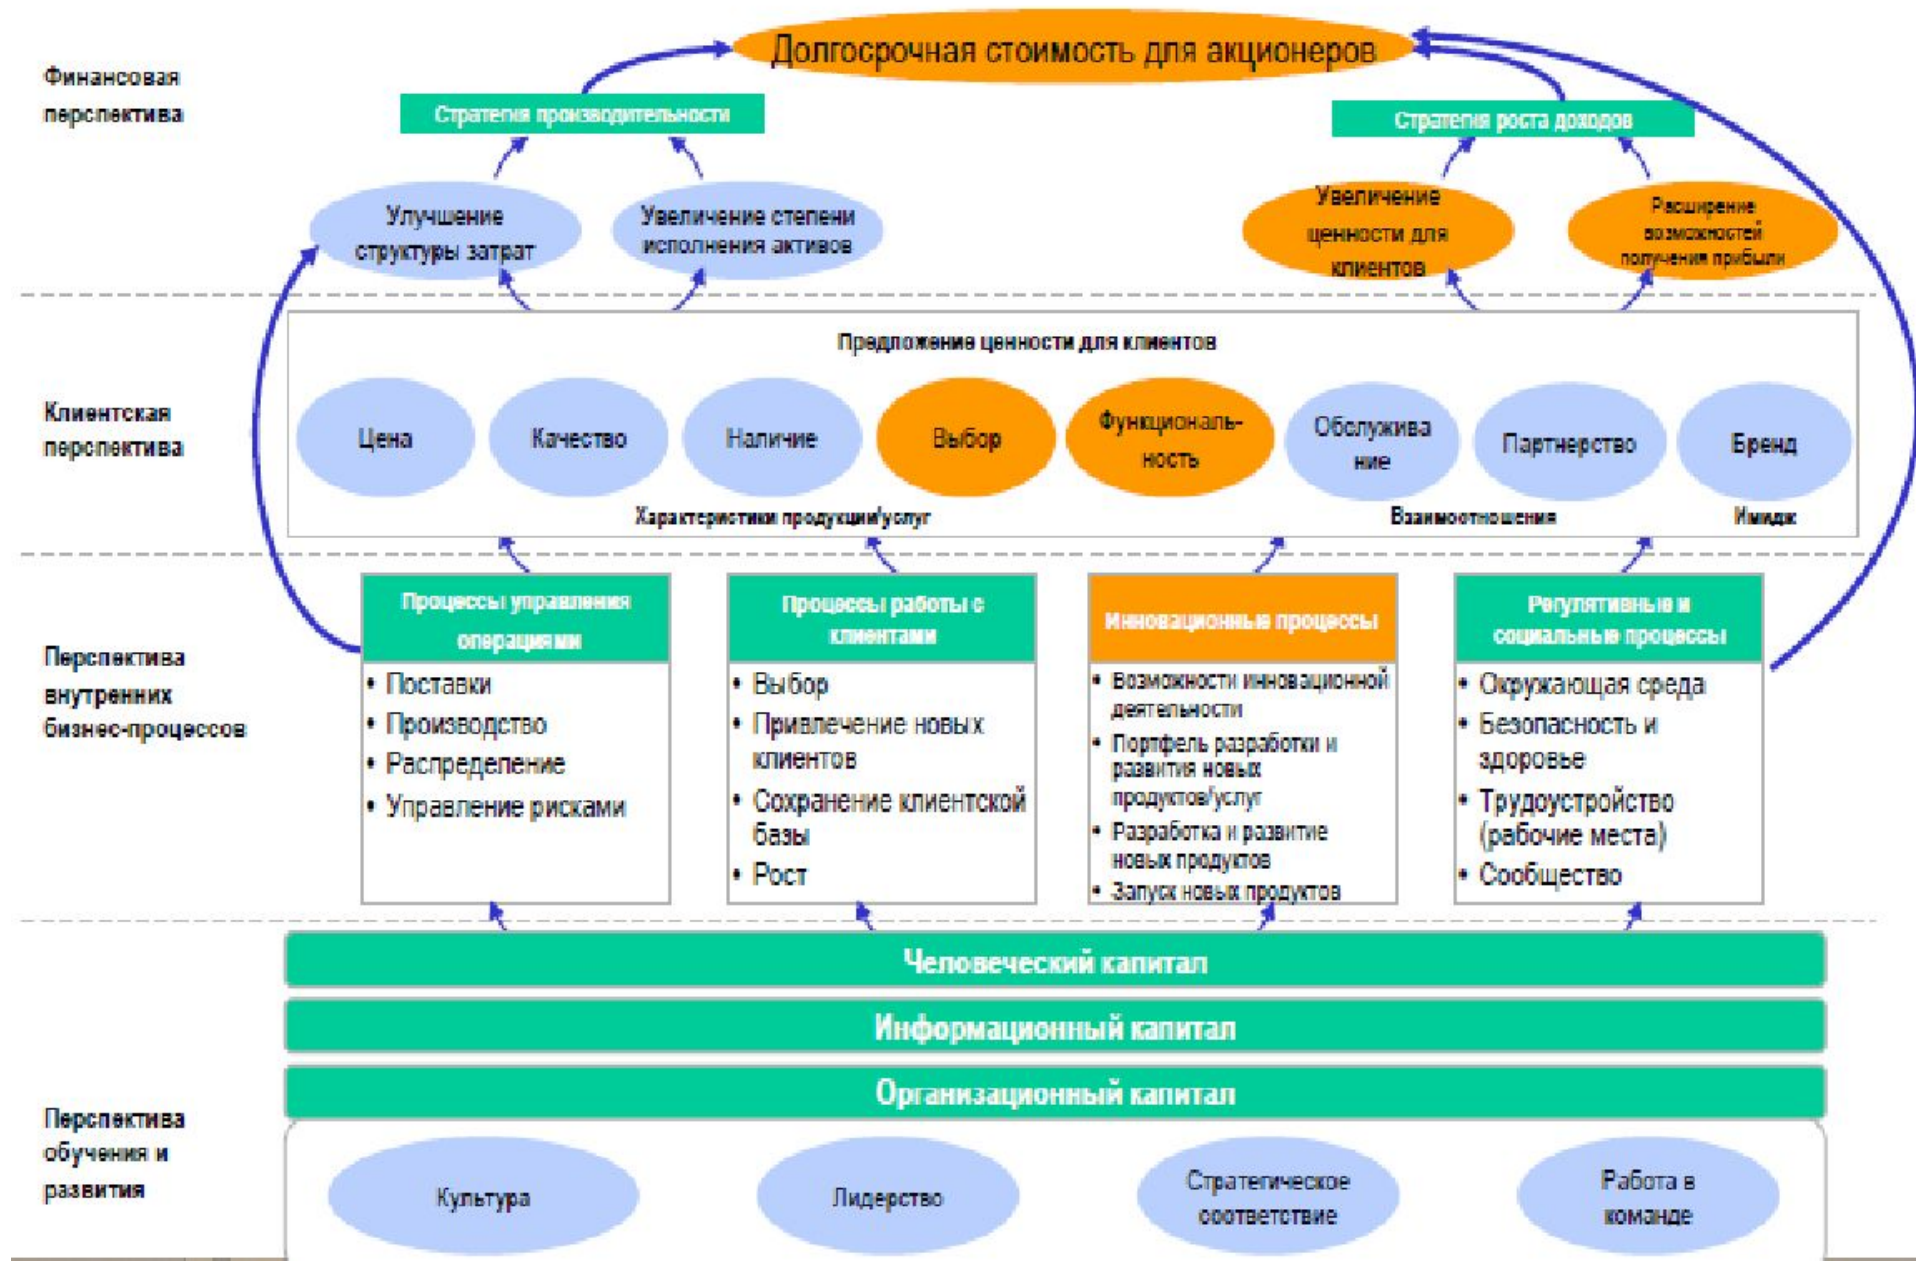 Долгосрочная стоимость для акционеров
Финансовая
перспектива
Стратегия производительности
Стратегия роста доходов
Улучшение
структуры затрат
Увеличение степени
исполнения активов
Увеличение
ценности для
клиентов
Расширение
возможностей
получения прибыли
Предложение ценности для клиентов
Клиентская
перспектива
Цена
Качество
Наличие
Выбор
Функциональ-
ность
Обслужива
ние
Партнерство
Бренд
Характеристики продукции/услуг
Взаимоотношения
Имидж
Перспектива
внутренних
бизнес-процессов
Процессы управления
операциями
• Поставки
• Производство
• Распределение
• Управление рисками
Процессы работы с
клиентами
• Выбор
• Привлечение новых
клиентов
• Сохранение клиентской
базы
• Рост
Инновационные процессы
• Возможности инновационной
деятельности
• Портфель разработки и
развития новых
продуктов/услуг
• Разработка и развитие
новых продуктов
• Запуск новых продуктов
Регулятивные и
социальные процессы
• Окружающая среда
• Безопасность и
здоровье
• Трудоустройство
(рабочие места)
• Сообщество
Человеческий капитал
Информационный капитал
Организационный капитал
Перспектива
обучения и
развития
Культура
Лидерство
Стратегическое
соответствие
Работа в
команде